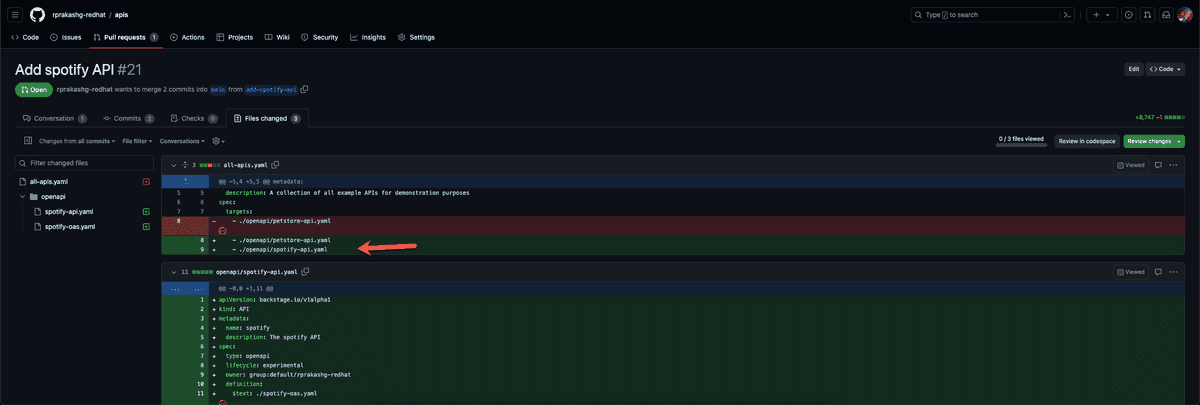 rprakashg-redhat / apis
Type / to search
Code Issues Pull requests 1 Actions Projects Wiki Security Insights Settings
Add spotify API #21
Edit <> Code
Open rprakashg-redhat wants to merge 2 commits into main from add-spotify-api
Conversation 1 Commits 2 Checks 0 Files changed 3
+8,747 −1
Changes from all commits File filter Conversations
0 / 3 files viewed Review in codespace Review changes
Filter changed files
all-apis.yaml
openapi
spotify-api.yaml
spotify-oas.yaml
3 all-apis.yaml Viewed
@@ -5,4 +5,5 @@ metadata:
5 5 description: A collection of all example APIs for demonstration purposes
6 6 spec:
7 7 targets:
8 - - ./openapi/petstore-api.yaml
8 + - ./openapi/petstore-api.yaml
9 + - ./openapi/spotify-api.yaml
11 openapi/spotify-api.yaml Viewed
... ... @@ -0,0 +1,11 @@
1 + apiVersion: backstage.io/v1alpha1
2 + kind: API
3 + metadata:
4 + name: spotify
5 + description: The spotify API
6 + spec:
7 + type: openapi
8 + lifecycle: experimental
9 + owner: group:default/rprakashg-redhat
10 + definition:
11 + $text: ./spotify-oas.yaml